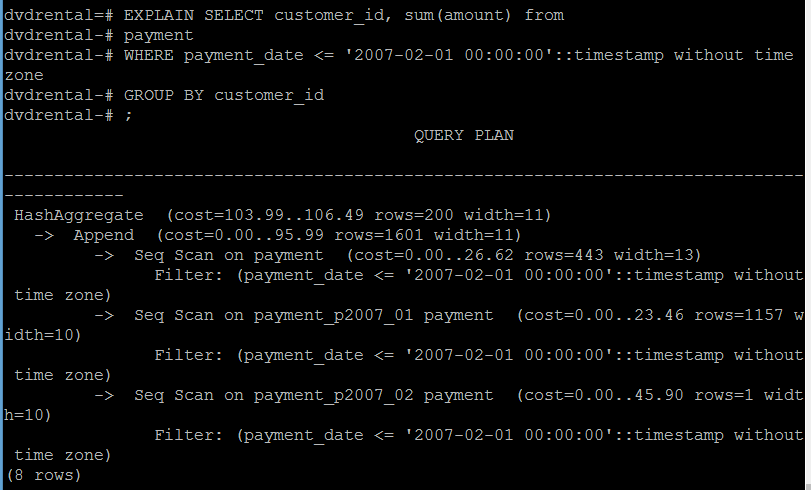 dvdrental=# EXPLAIN SELECT customer_id, sum(amount) from
dvdrental-# payment
dvdrental-# WHERE payment_date <= '2007-02-01 00:00:00'::timestamp without time
zone
dvdrental-# GROUP BY customer_id
dvdrental-# ;
QUERY PLAN
--------------------------------------------------------------------------------
------------
HashAggregate (cost=103.99..106.49 rows=200 width=11)
-> Append (cost=0.00..95.99 rows=1601 width=11)
-> Seq Scan on payment (cost=0.00..26.62 rows=443 width=13)
Filter: (payment_date <= '2007-02-01 00:00:00'::timestamp without
time zone)
-> Seq Scan on payment_p2007_01 payment (cost=0.00..23.46 rows=1157 w
idth=10)
Filter: (payment_date <= '2007-02-01 00:00:00'::timestamp without
time zone)
-> Seq Scan on payment_p2007_02 payment (cost=0.00..45.90 rows=1 widt
h=10)
Filter: (payment_date <= '2007-02-01 00:00:00'::timestamp without
time zone)
(8 rows)